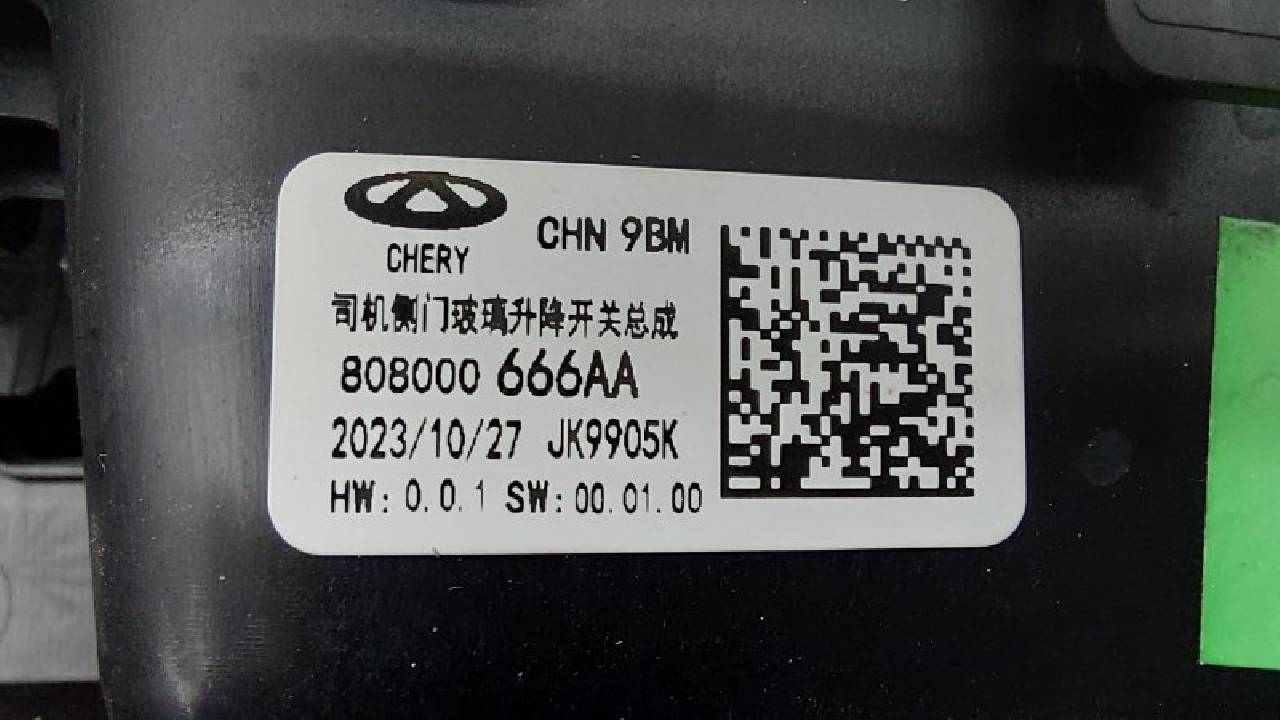 CHERY
CHN 9BM
司机侧门玻璃升降开关总成
808000 666AA
2023/10/27 JK9905K
HW: 0.0.1 SW: 00.01.00